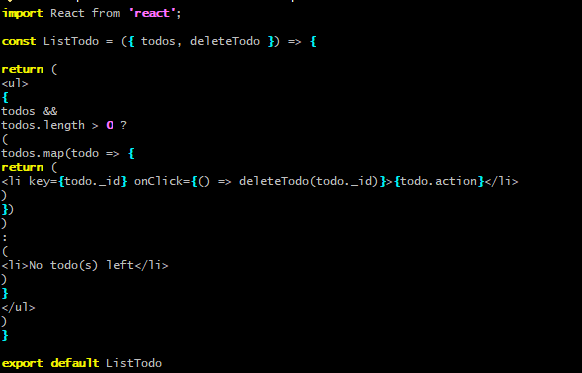 import React from 'react';

const ListTodo = ({ todos, deleteTodo }) => {

return (
<ul>
{
todos &&
todos.length > 0 ?
(
todos.map(todo => {
return (
<li key={todo._id} onClick={() => deleteTodo(todo._id)}>{todo.action}</li>
)
})
)
:
(
<li>No todo(s) left</li>
)
}
</ul>
)
}

export default ListTodo